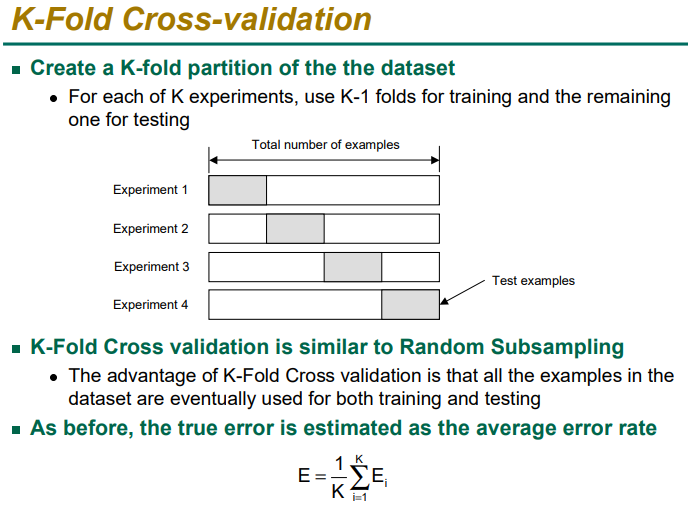 K-Fold Cross-validation
Create a K-fold partition of the the dataset
For each of K experiments, use K-1 folds for training and the remaining
one for testing
Total number of examples
Experiment 1
Experiment 2
Experiment 3
Test examples
Experiment 4
K-Fold Cross validation is similar to Random Subsampling
The advantage of K-Fold Cross validation is that all the examples in the
dataset are eventually used for both training and testing
As before, the true error is estimated as the average error rate
E = 1/K ∑_{i=1}^{K} E_i